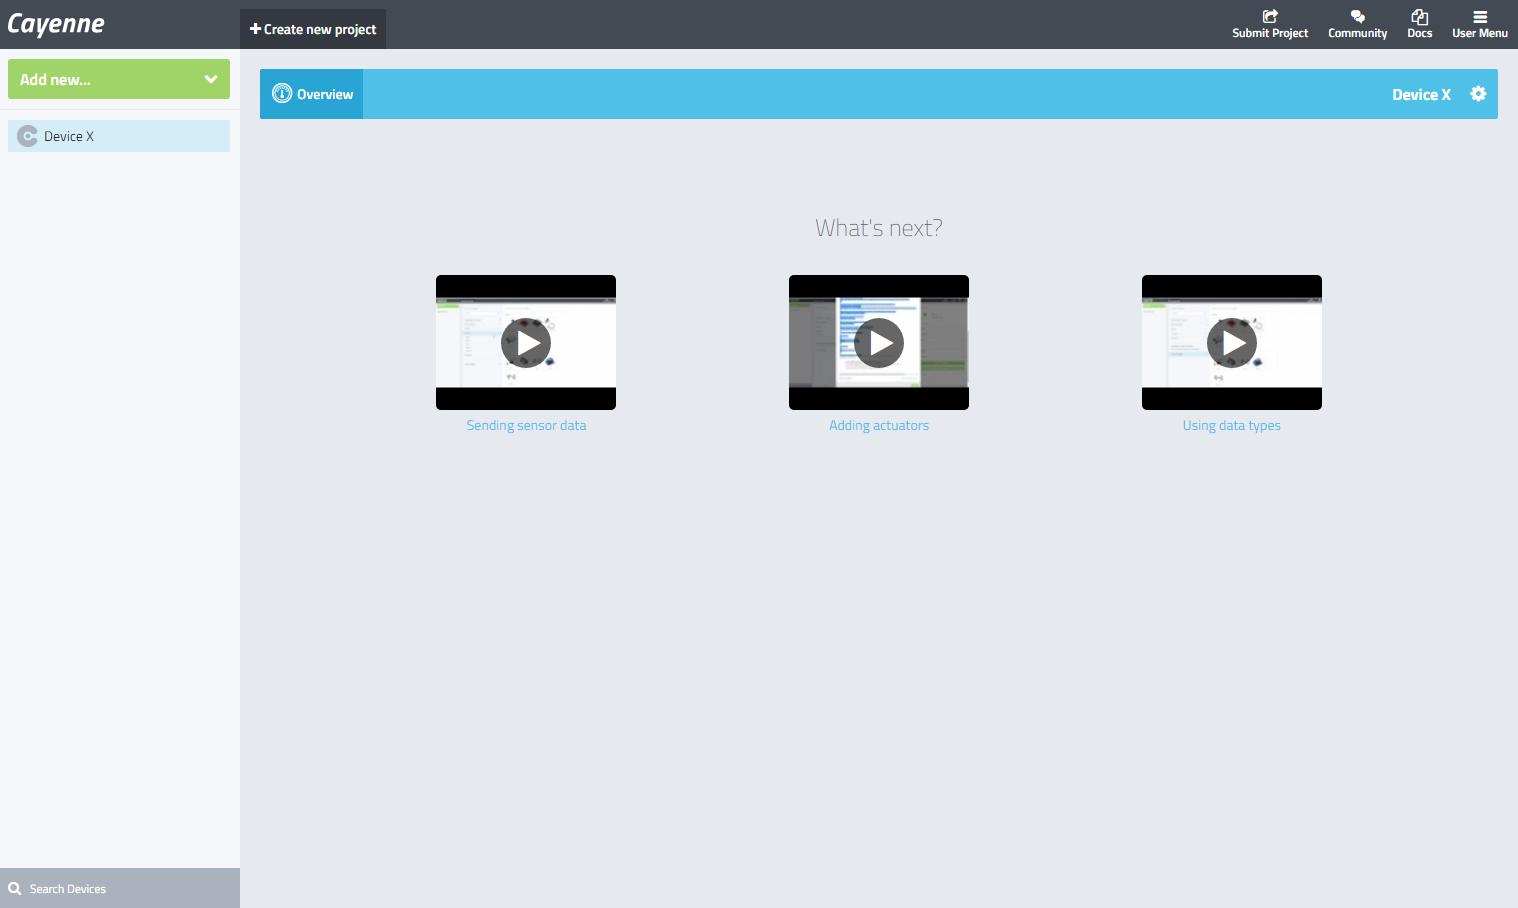 Cayenne
Create new project
Submit Project
Community
Docs
User Menu
Add new...
Overview
Device X
Device X
What's next?
Sending sensor data
Adding actuators
Using data types
Search Devices